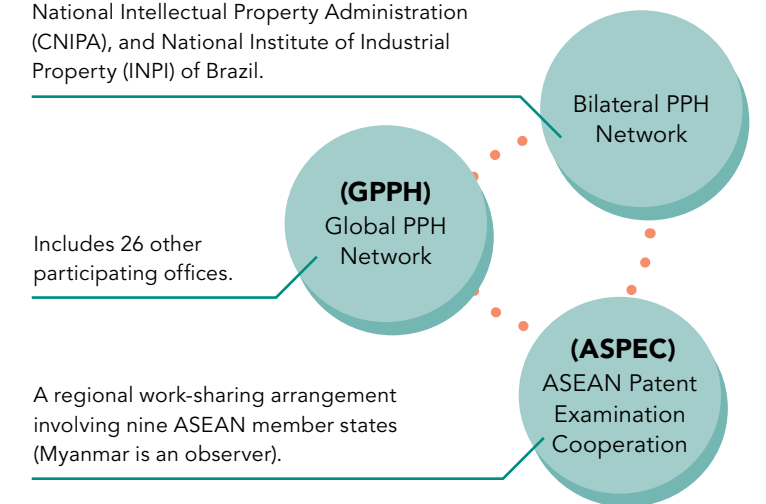 National Intellectual Property Administration
(CNIPA), and National Institute of Industrial
Property (INPI) of Brazil.
Bilateral PPH
Network
(GPPH)
Global PPH
Network
Includes 26 other
participating offices.
(ASPEC)
ASEAN Patent
Examination
Cooperation
A regional work-sharing arrangement
involving nine ASEAN member states
(Myanmar is an observer).